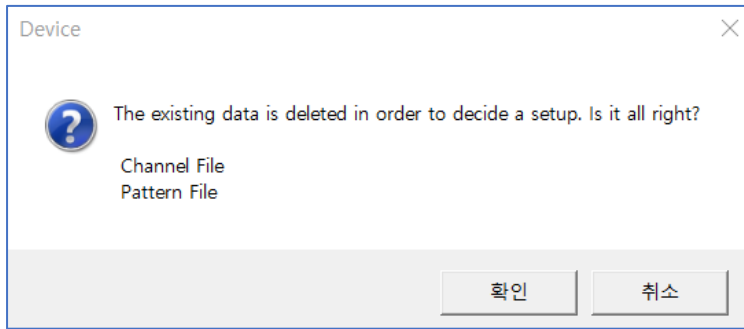 Device
The existing data is deleted in order to decide a setup. Is it all right?
Channel File
Pattern File
확인 취소